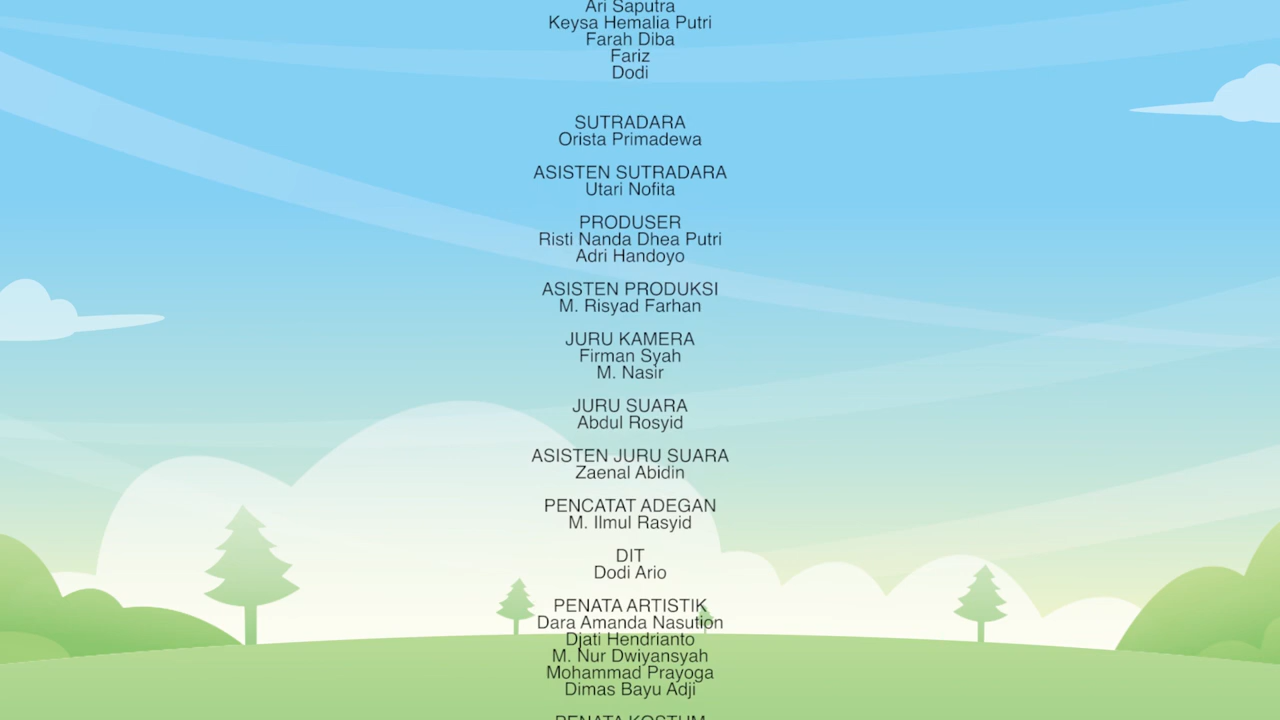 Ari Saputra
Keysa Hemalia Putri
Farah Diba
Fariz
Dodi
SUTRADARA
Orista Primadewa
ASISTEN SUTRADARA
Utari Nofita
PRODUSER
Risti Nanda Dhea Putri
Adri Handoyo
ASISTEN PRODUKSI
M. Risyad Farhan
JURU KAMERA
Firman Syah
M. Nasir
JURU SUARA
Abdul Rosyid
ASISTEN JURU SUARA
Zaenal Abidin
PENCATAT ADEGAN
M. Ilmul Rasyid
DIT
Dodi Ario
PENATA ARTISTIK
Dara Amanda Nasution
Djati Hendrianto
M. Nur Dwiyansyah
Mohammad Prayoga
Dimas Bayu Adji
PENATA KOSTUM